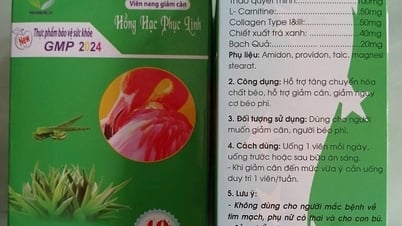 Viên nang giảm cân
Hồng Hạc Phục Linh
Thực phẩm bảo vệ sức khỏe
New
GMP 2024
40
Thảo quyết minh:
L- Carnitine:..................50mg
Collagen Type I&III:......50mg
Chiết xuất trà xanh:......40mg
Bạch Quả:.....................20mg
Phụ liệu: Amidon, providon, talc, magnesi
stearat.
2. Công dụng: Hỗ trợ tăng chuyển hóa
chất béo, hỗ trợ giảm cân, giảm nguy
cơ béo phì.
3. Đối tượng sử dụng: Dùng cho người
muốn giảm cân, người béo phì.
4. Cách dùng: Uống 1 viên mỗi ngày,
uống trước hoặc sau bữa ăn sáng.
- Khi giảm cân đến mức vừa ý cần uống
duy trì 1 viên/tuần.
5. Lưu ý:
- Không dùng cho người mắc bệnh về
tim mạch, phụ nữ có thai và cho con bú.